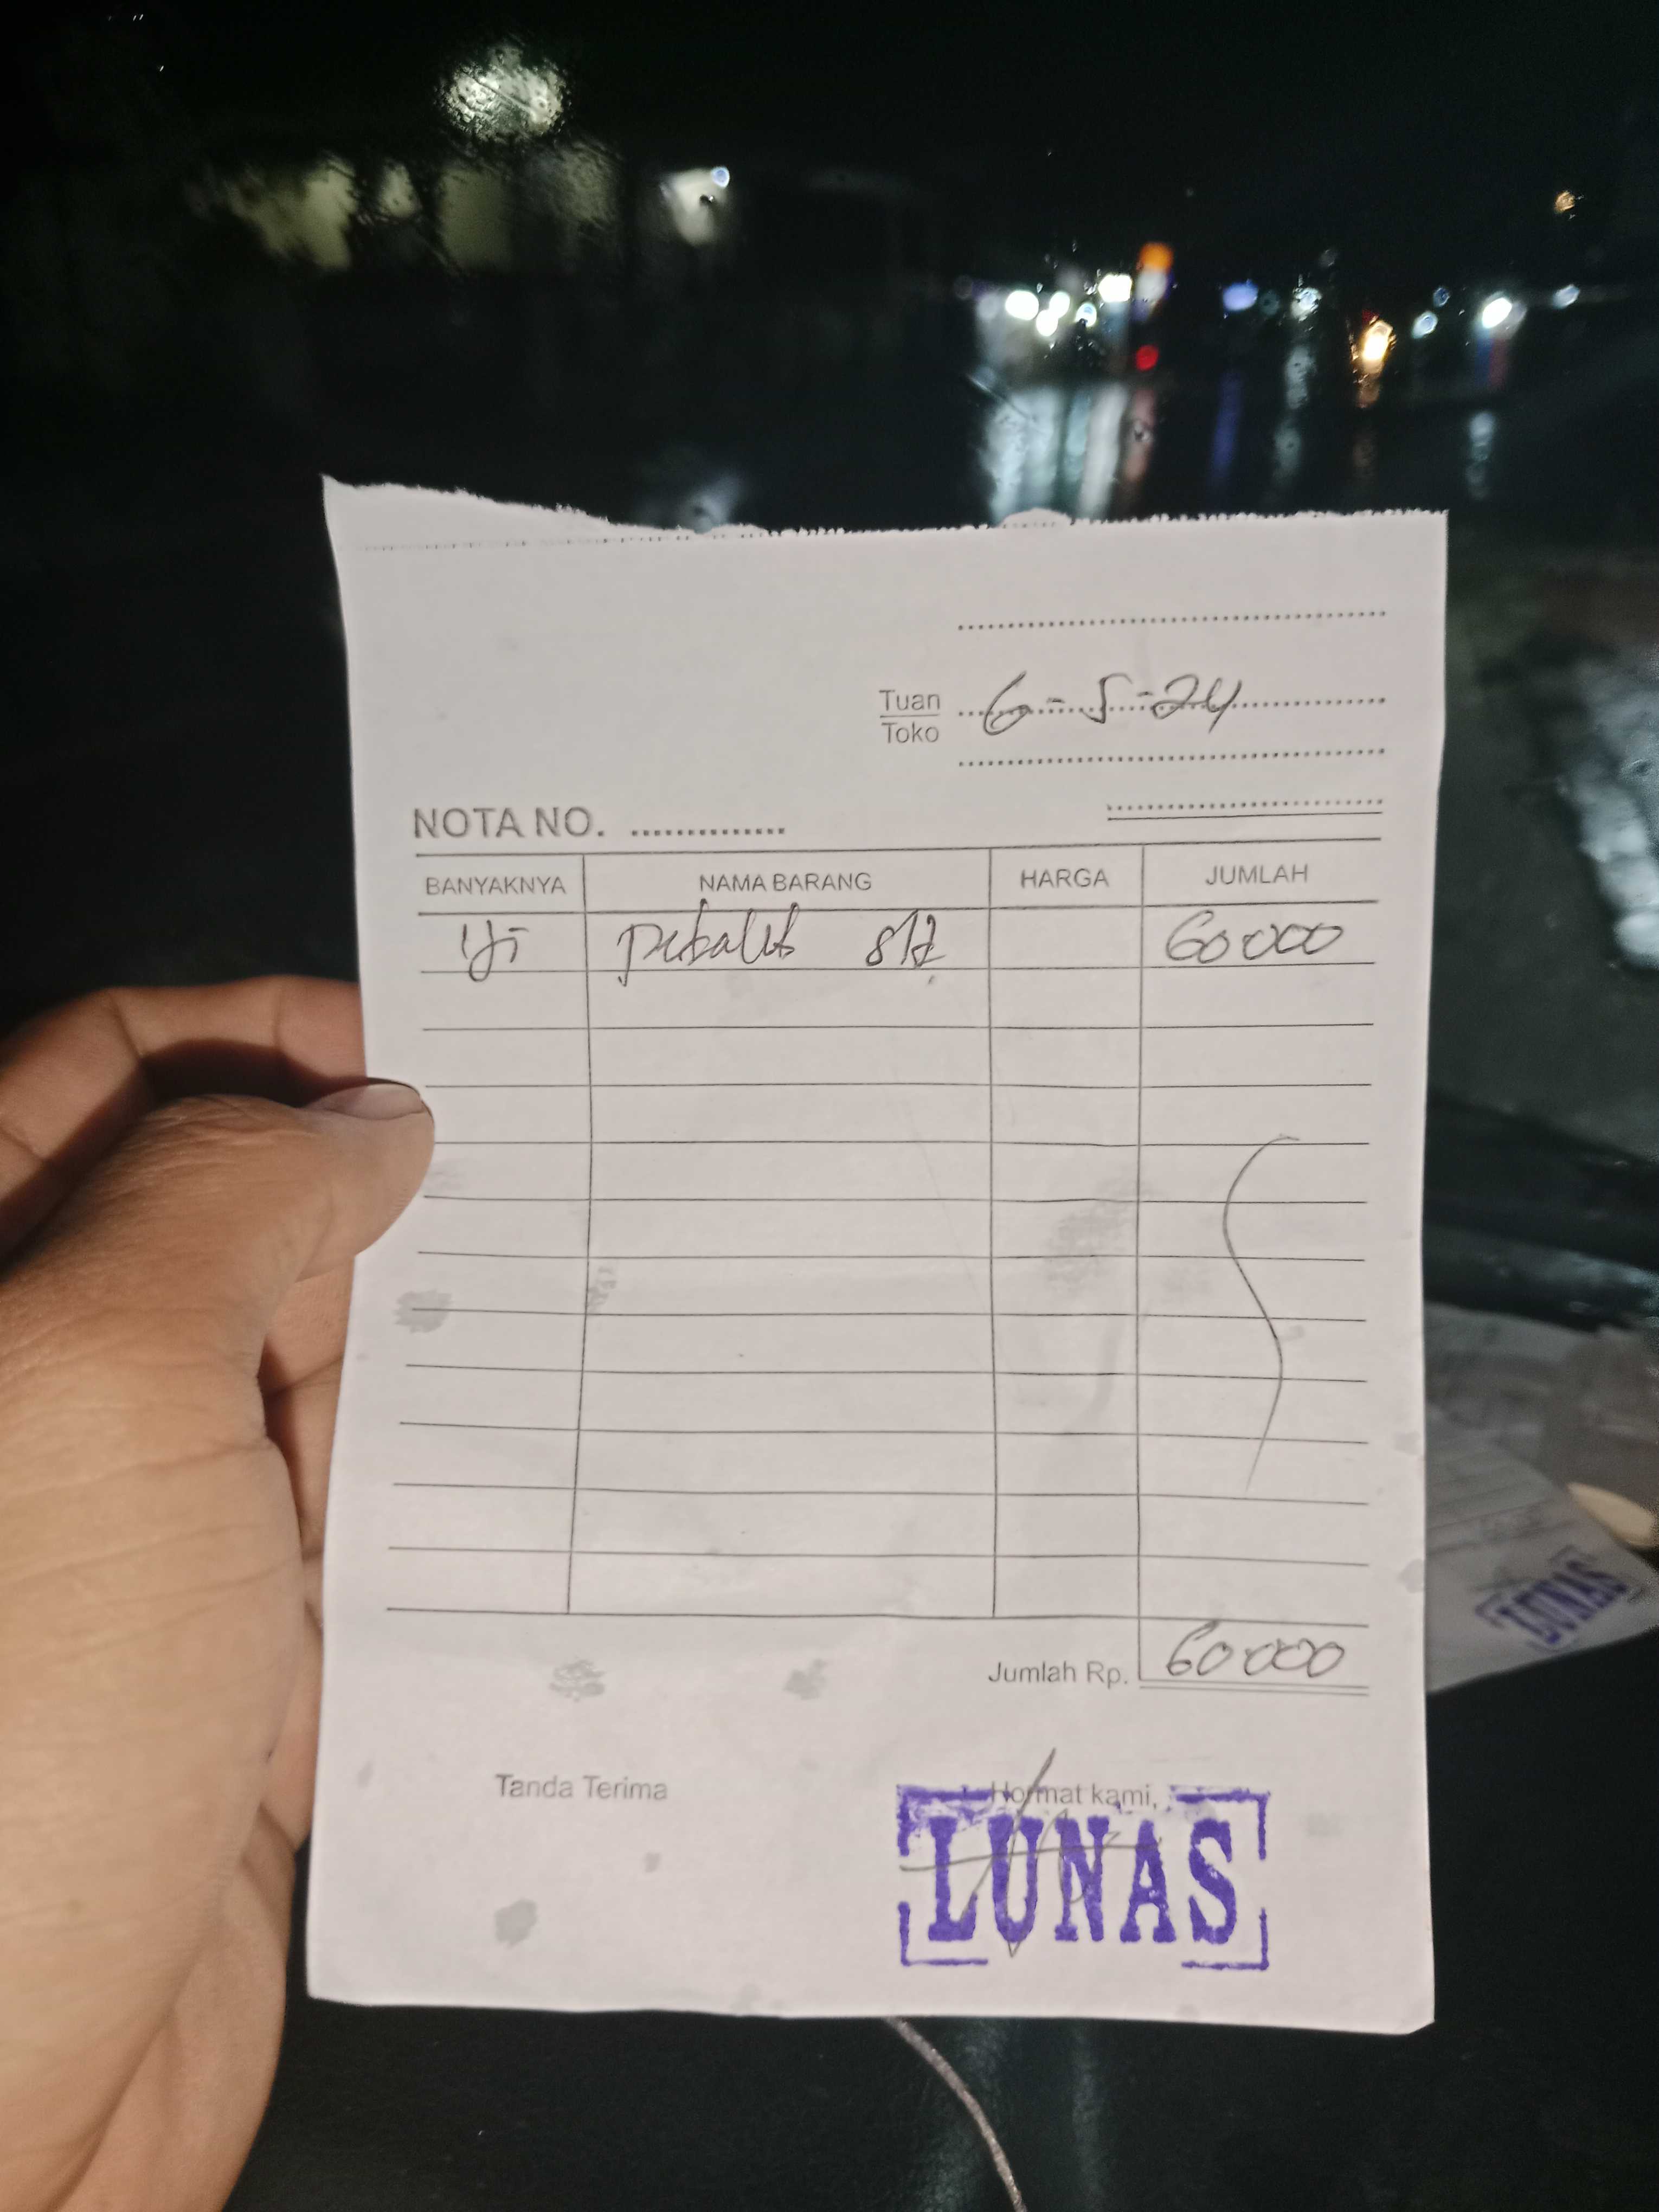 Tuan
Toko
6-5-24
NOTA NO. ..............
BANYAKNYA NAMA BARANG HARGA JUMLAH
60000
Jumlah Rp. 60000
Tanda Terima Hormat kami,
LUNAS
LUNAS